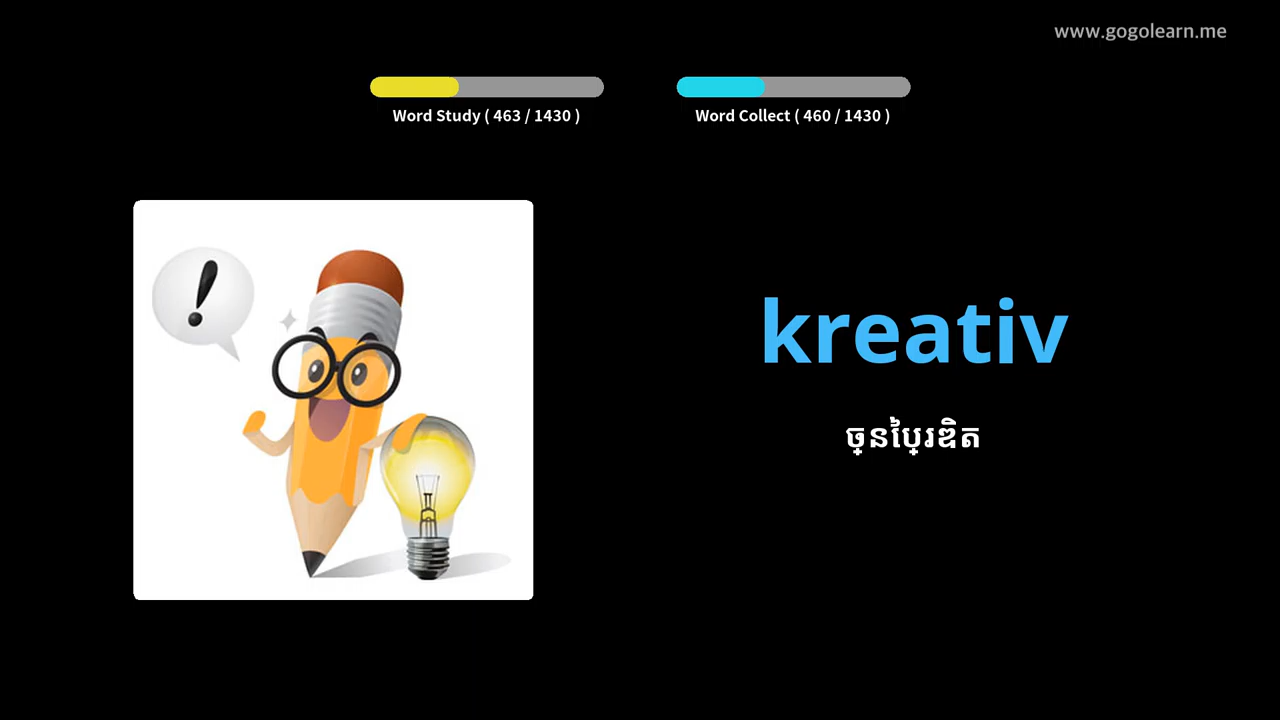 www.gogolearn.me
Word Study ( 463 / 1430 )
Word Collect ( 460 / 1430 )
!
kreativ
ច្នៃប្រឌិត